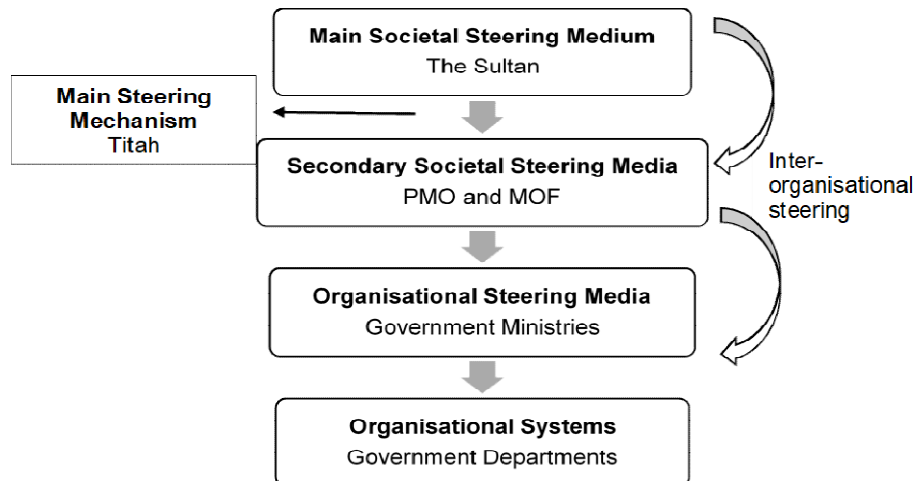 Main Societal Steering Medium
The Sultan
Main Steering
Mechanism
Titah
Secondary Societal Steering Media
PMO and MOF
Inter-
organisational
steering
Organisational Steering Media
Government Ministries
Organisational Systems
Government Departments